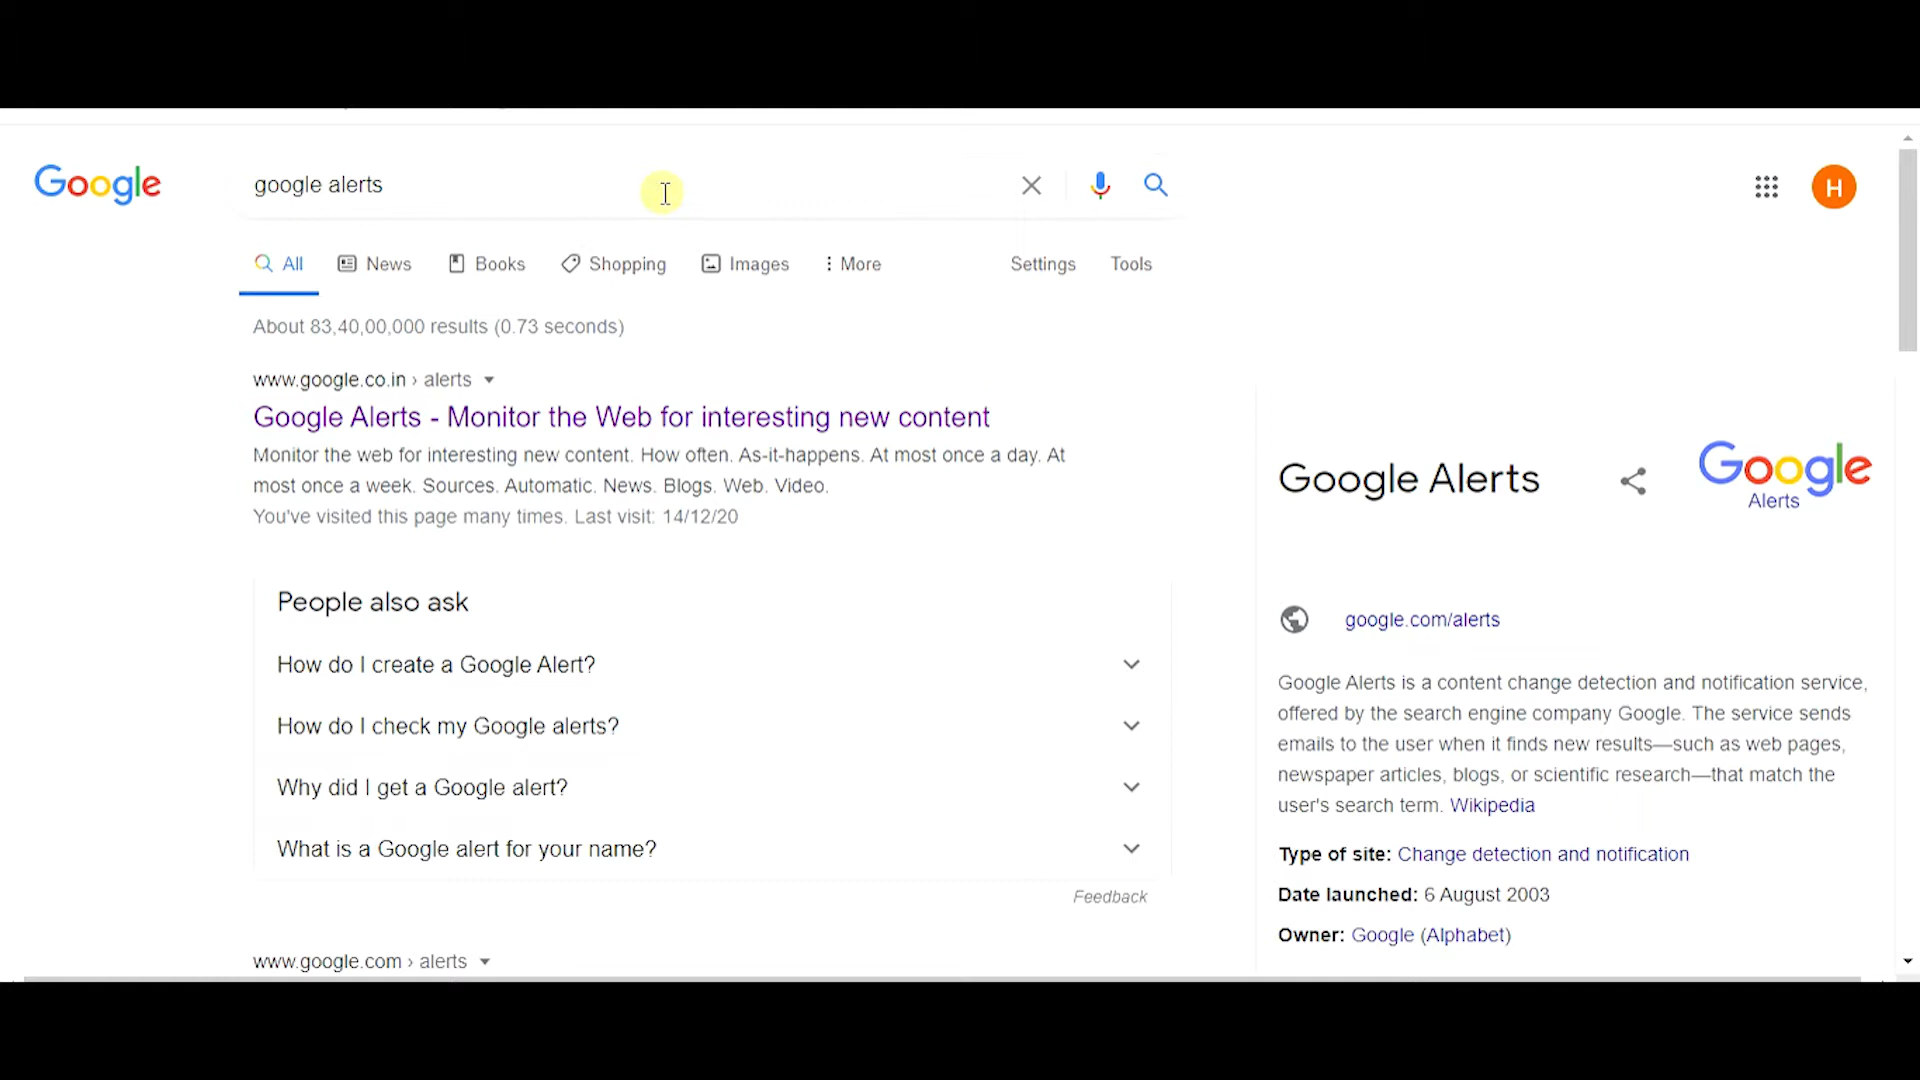 Google
google alerts
H
All
News
Books
Shopping
Images
More
Settings
Tools
About 83,40,00,000 results (0.73 seconds)
www.google.co.in › alerts
Google Alerts - Monitor the Web for interesting new content
Monitor the web for interesting new content. How often. As-it-happens. At most once a day. At
most once a week. Sources. Automatic. News. Blogs. Web. Video.
You've visited this page many times. Last visit: 14/12/20
People also ask
How do I create a Google Alert?
How do I check my Google alerts?
Why did I get a Google alert?
What is a Google alert for your name?
Feedback
www.google.com › alerts
Google Alerts
Google
Alerts
google.com/alerts
Google Alerts is a content change detection and notification service,
offered by the search engine company Google. The service sends
emails to the user when it finds new results—such as web pages,
newspaper articles, blogs, or scientific research—that match the
user's search term. Wikipedia
Type of site: Change detection and notification
Date launched: 6 August 2003
Owner: Google (Alphabet)